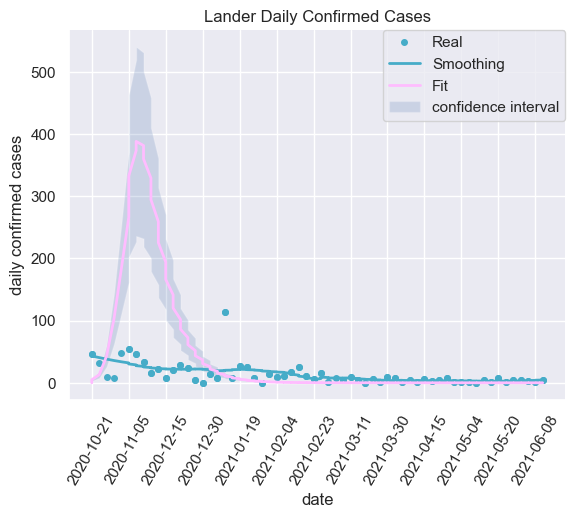 Lander Daily Confirmed Cases
Real
Smoothing
Fit
confidence interval
daily confirmed cases
500
400
300
200
100
0
2020-10-21
2020-11-05
2020-12-15
2020-12-30
2021-01-19
2021-02-04
2021-02-23
2021-03-11
2021-03-30
2021-04-15
2021-05-04
2021-05-20
2021-06-08
date